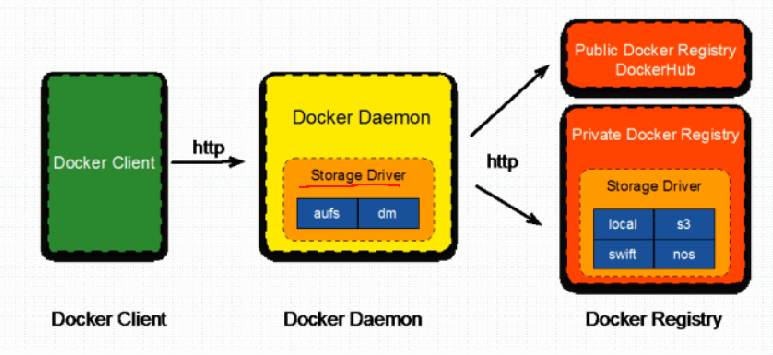 Docker Client
http
Docker Daemon
Storage Driver
aufs
dm
http
Public Docker Registry
DockerHub
Private Docker Registry
Storage Driver
local
s3
swift
nos
Docker Client
Docker Daemon
Docker Registry